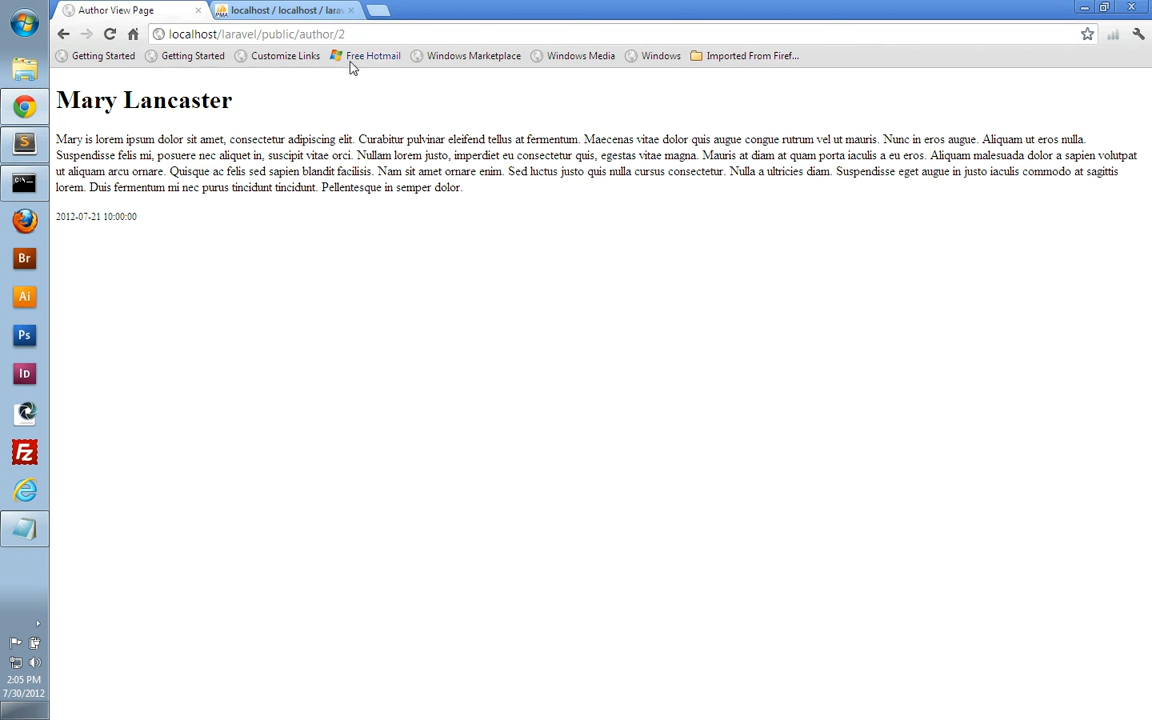 Author View Page
localhost / localhost / larav
localhost/laravel/public/author/2
Getting Started Getting Started Customize Links Free Hotmail Windows Marketplace Windows Media Windows Imported From Firef...
Mary Lancaster
Mary is lorem ipsum dolor sit amet, consectetur adipiscing elit. Curabitur pulvinar eleifend tellus at fermentum. Maecenas vitae dolor quis augue congue rutrum vel ut mauris. Nunc in eros augue. Aliquam ut eros nulla.
Suspendisse felis mi, posuere nec aliquet in, suscipit vitae orci. Nullam lorem justo, imperdiet eu consectetur quis, egestas vitae magna. Mauris at diam at quam porta iaculis a eu eros. Aliquam malesuada dolor a sapien volutpat
ut aliquam arcu ornare. Quisque ac felis sed sapien blandit facilisis. Nam sit amet ornare enim. Sed luctus justo quis nulla cursus consectetur. Nulla a ultricies diam. Suspendisse eget augue in justo iaculis commodo at sagittis
lorem. Duis fermentum mi nec purus tincidunt tincidunt. Pellentesque in semper dolor.
2012-07-21 10:00:00
S
C:\
Br
Ai
Ps
Id
Fz
2:05 PM
7/30/2012